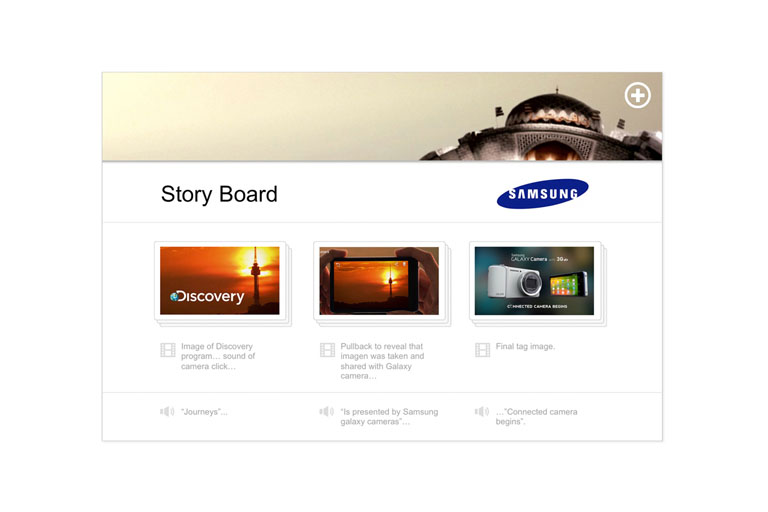 Story Board
SAMSUNG
Discovery
Samsung
GALAXY Camera
CONNECTED CAMERA BEGINS
Image of Discovery
program… sound of
camera click…
Pullback to reveal that
imagen was taken and
shared with Galaxy
camera…
Final tag image.
“Journeys”…
“Is presented by Samsung
galaxy cameras”…
…”Connected camera
begins”.